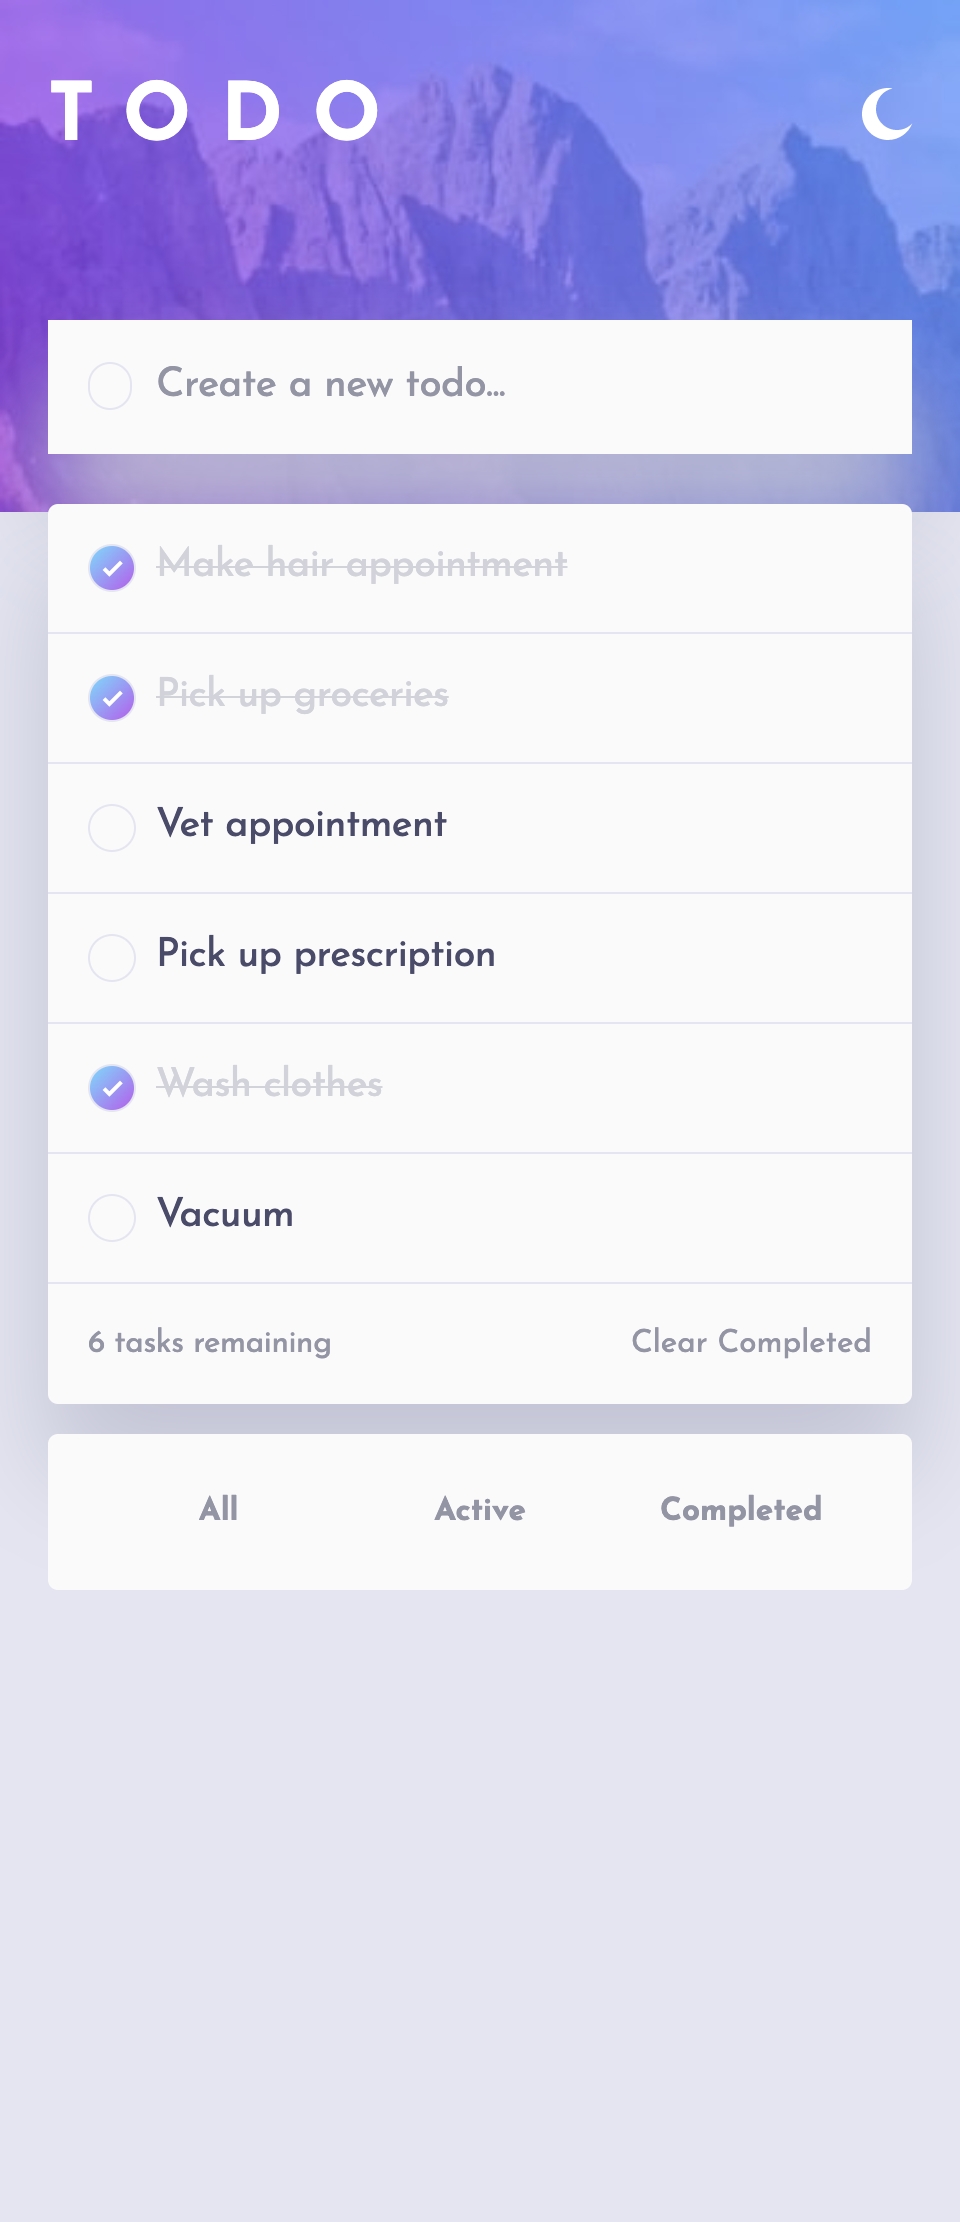 TODO
Create a new todo...
Make hair appointment
Pick up groceries
Vet appointment
Pick up prescription
Wash clothes
Vacuum
6 tasks remaining Clear Completed
All Active Completed